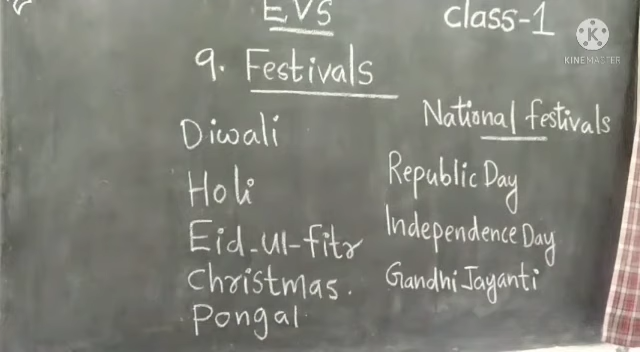 EVS
class-1
KINEMASTER
9. Festivals
National festivals
Diwali
Holi
Eid-Ul-fitr
Christmas.
Pongal
Republic Day
Independence Day
Gandhi Jayanti